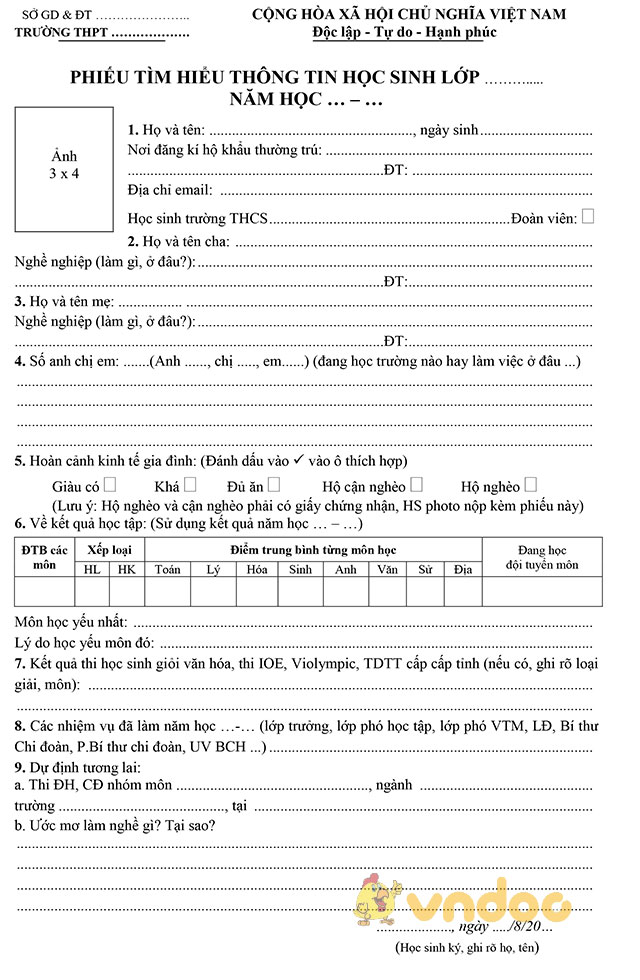 SỞ GD & ĐT ……………………..
CỘNG HÒA XÃ HỘI CHỦ NGHĨA VIỆT NAM
TRƯỜNG THPT ……………….
Độc lập - Tự do - Hạnh phúc
PHIẾU TÌM HIỂU THÔNG TIN HỌC SINH LỚP ………....
NĂM HỌC … – …
Ảnh
3 x 4
1. Họ và tên: ..................................................., ngày sinh............................
Nơi đăng kí hộ khẩu thường trú: ...................................................................
................................................................ĐT: .............................................
Địa chỉ email: ..............................................................................................
Học sinh trường THCS............................................................Đoàn viên: ☐
2. Họ và tên cha: ..........................................................................................
Nghề nghiệp (làm gì, ở đâu?):...................................................................................................
............................................................................................ĐT:..............................................
3. Họ và tên mẹ: ................ ......................................................................................................
Nghề nghiệp (làm gì, ở đâu?):...................................................................................................
............................................................................................ĐT:..............................................
4. Số anh chị em: .......(Anh ......, chị ....., em......) (đang học trường nào hay làm việc ở đâu ...)
................................................................................................................................................
................................................................................................................................................
................................................................................................................................................
................................................................................................................................................
5. Hoàn cảnh kinh tế gia đình: (Đánh dấu vào ✓ vào ô thích hợp)
Giàu có ☐ Khá ☐ Đủ ăn ☐ Hộ cận nghèo ☐ Hộ nghèo ☐
(Lưu ý: Hộ nghèo và cận nghèo phải có giấy chứng nhận, HS photo nộp kèm phiếu này)
6. Về kết quả học tập: (Sử dụng kết quả năm học … – …)
ĐTB các môn Xếp loại Điểm trung bình từng môn học Đang học đội tuyển môn
HL HK Toán Lý Hóa Sinh Anh Văn Sử Địa
Môn học yếu nhất: ...................................................................................................................
Lý do học yếu môn đó: ............................................................................................................
7. Kết quả thi học sinh giỏi văn hóa, thi IOE, Violympic, TDTT cấp cấp tỉnh (nếu có, ghi rõ loại
giải, môn): ..............................................................................................................................
................................................................................................................................................
8. Các nhiệm vụ đã làm năm học …-… (lớp trưởng, lớp phó học tập, lớp phó VTM, LĐ, Bí thư
Chi đoàn, P.Bí thư chi đoàn, UV BCH ...).................................................................................
9. Dự định tương lai:
a. Thi ĐH, CĐ nhóm môn ......................................................., ngành ...........................................
trường .........................................., tại .....................................................................................
b. Ước mơ làm nghề gì? Tại sao?
................................................................................................................................................
................................................................................................................................................
................................................................................................................................................
................................................................................................................................................
vndoc
..................., ngày ...../8/20…
(Học sinh ký, ghi rõ họ, tên)